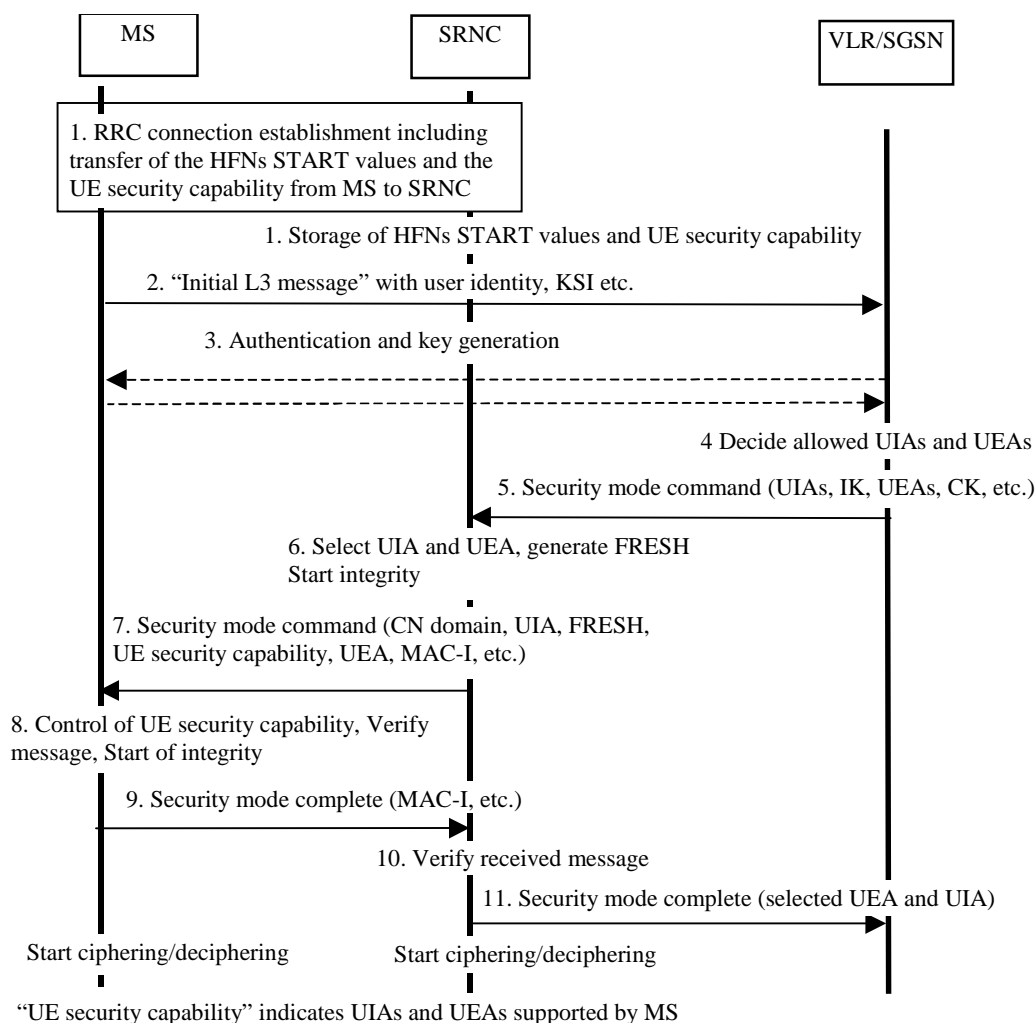 MS
SRNC
VLR/SGSN
1. RRC connection establishment including
transfer of the HFNs START values and the
UE security capability from MS to SRNC
1. Storage of HFNs START values and UE security capability
2. “Initial L3 message” with user identity, KSI etc.
3. Authentication and key generation
4 Decide allowed UIAs and UEAs
5. Security mode command (UIAs, IK, UEAs, CK, etc.)
6. Select UIA and UEA, generate FRESH
Start integrity
7. Security mode command (CN domain, UIA, FRESH,
UE security capability, UEA, MAC-I, etc.)
8. Control of UE security capability, Verify
message, Start of integrity
9. Security mode complete (MAC-I, etc.)
10. Verify received message
11. Security mode complete (selected UEA and UIA)
Start ciphering/deciphering
Start ciphering/deciphering
“UE security capability” indicates UIAs and UEAs supported by MS